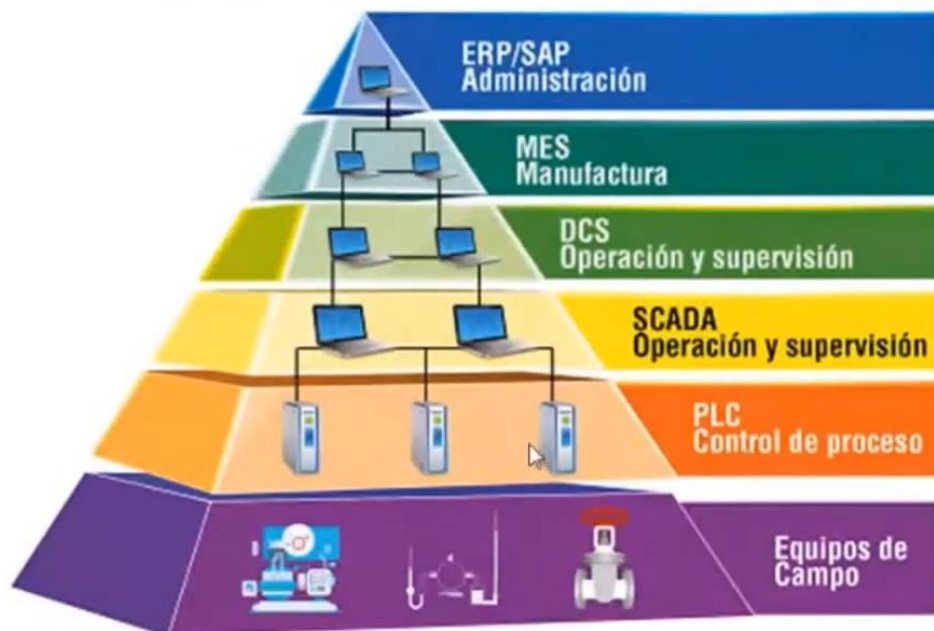 ERP/SAP
Administración
MES
Manufactura
DCS
Operación y supervisión
SCADA
Operación y supervisión
PLC
Control de proceso
Equipos de
Campo